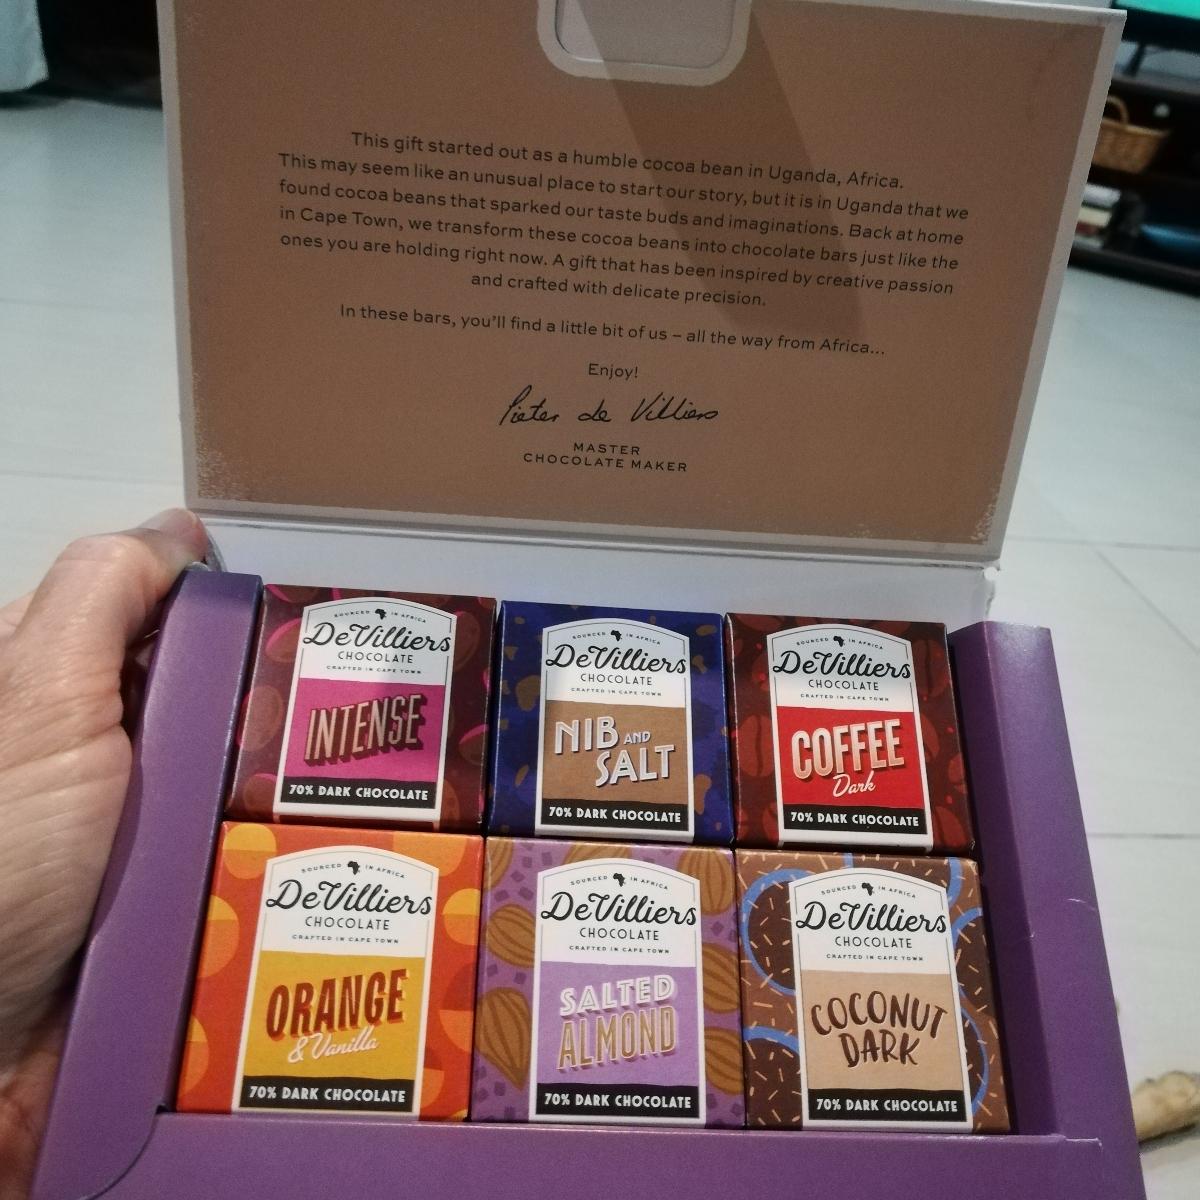 This gift started out as a humble cocoa bean in Uganda, Africa.
This may seem like an unusual place to start our story, but it is in Uganda that we
found cocoa beans that sparked our taste buds and imaginations. Back at home
in Cape Town, we transform these cocoa beans into chocolate bars just like the
ones you are holding right now. A gift that has been inspired by creative passion
and crafted with delicate precision.
In these bars, you'll find a little bit of us – all the way from Africa...
Enjoy!
Pieter de Villiers
MASTER
CHOCOLATE MAKER
SOURCED IN AFRICA
DeVilliers
CHOCOLATE
CRAFTED IN CAPE TOWN
INTENSE
70% DARK CHOCOLATE
SOURCED IN AFRICA
DeVilliers
CHOCOLATE
CRAFTED IN CAPE TOWN
NIB AND
SALT
70% DARK CHOCOLATE
SOURCED IN AFRICA
DeVilliers
CHOCOLATE
CRAFTED IN CAPE TOWN
COFFEE
Dark
70% DARK CHOCOLATE
SOURCED IN AFRICA
DeVilliers
CHOCOLATE
CRAFTED IN CAPE TOWN
ORANGE
& Vanilla
70% DARK CHOCOLATE
SOURCED IN AFRICA
DeVilliers
CHOCOLATE
CRAFTED IN CAPE TOWN
SALTED
ALMOND
70% DARK CHOCOLATE
SOURCED IN AFRICA
DeVilliers
CHOCOLATE
CRAFTED IN CAPE TOWN
COCONUT
DARK
70% DARK CHOCOLATE